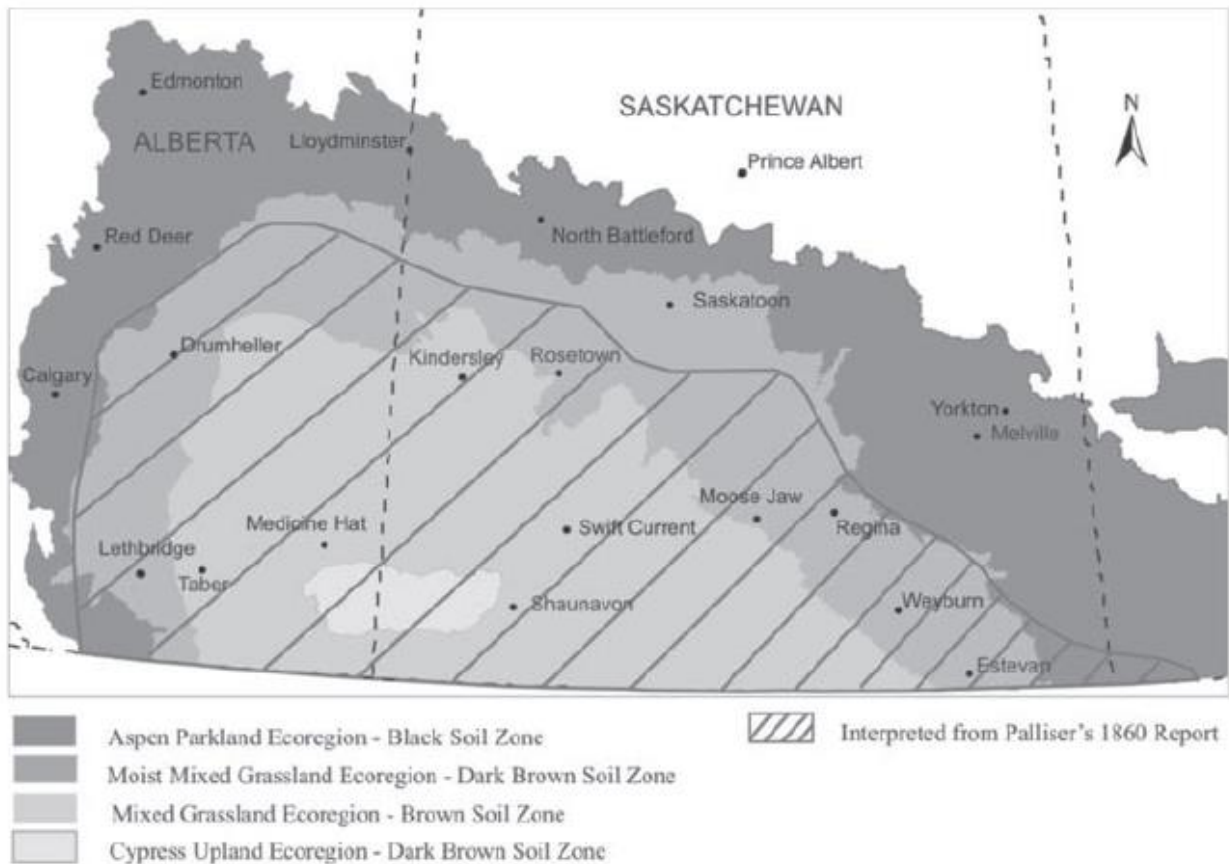 Edmonton
SASKATCHEWAN
N
ALBERTA
Lloydminster
Prince Albert
Red Deer
North Battleford
Saskatoon
Drumheller
Kindersley
Rosetown
Calgary
Yorkton
Melville
Medicine Hat
Swift Current
Moose Jaw
Regina
Lethbridge
Taber
Shaunavon
Wayburn
Estevan
Aspen Parkland Ecoregion - Black Soil Zone
Interpreted from Palliser's 1860 Report
Moist Mixed Grassland Ecoregion - Dark Brown Soil Zone
Mixed Grassland Ecoregion - Brown Soil Zone
Cypress Upland Ecoregion - Dark Brown Soil Zone